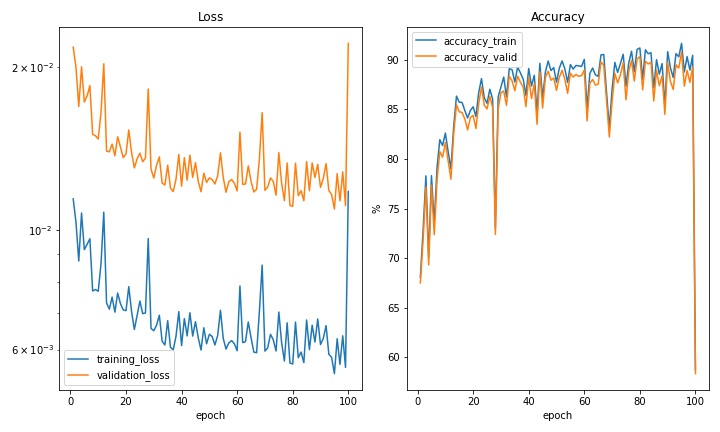 Loss
2×10⁻²
10⁻²
6×10⁻³
training_loss
validation_loss
0
20
40
60
80
100
epoch
Accuracy
accuracy_train
accuracy_valid
90
85
80
75
70
65
60
%
0
20
40
60
80
100
epoch